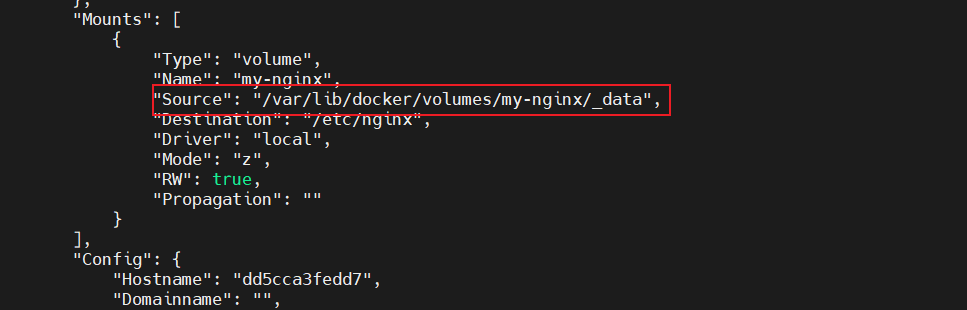 },
"Mounts": [
{
"Type": "volume",
"Name": "my-nginx",
"Source": "/var/lib/docker/volumes/my-nginx/_data",
"Destination": "/etc/nginx",
"Driver": "local",
"Mode": "z",
"RW": true,
"Propagation": ""
}
],
"Config": {
"Hostname": "dd5cca3fedd7",
"Domainname": "",